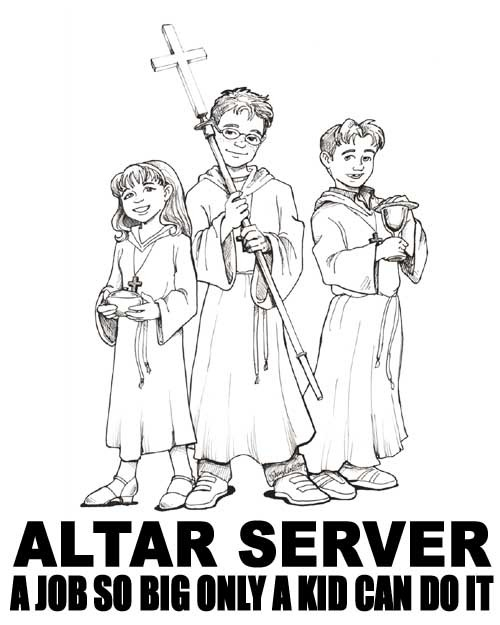 ALTAR SERVER
A JOB SO BIG ONLY A KID CAN DO IT